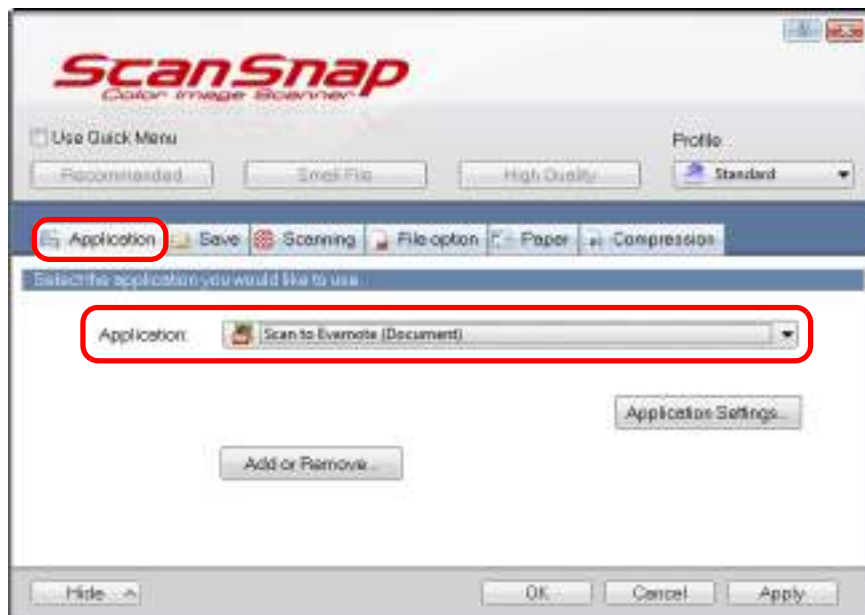 ScanSnap
Color Image Scanner
Use Quick Menu
Profile
Recommended
Small File
High Quality
Standard
Application
Save
Scanning
File option
Paper
Compression
Select the application you would like to use.
Application:
Scan to Evernote (Document)
Application Settings...
Add or Remove...
Hide
OK
Cancel
Apply